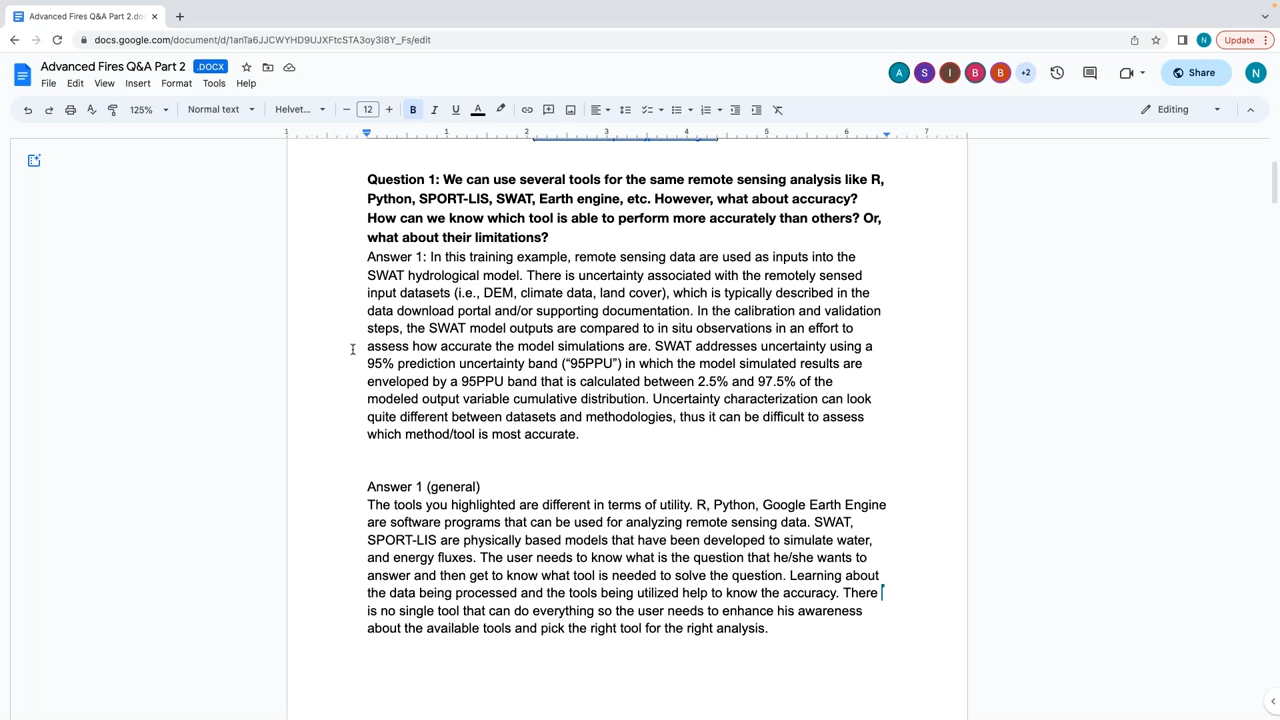 Advanced Fires Q&A Part 2.doc
docs.google.com/document/d/1anTa6JJCWYHD9UJXFtcSTA3oy3I8Y_Fs/edit
Update
Advanced Fires Q&A Part 2 .DOCX
File Edit View Insert Format Tools Help
A S I B B +2 Share N
125% Normal text Helvet... 12 B I U A Editing
1 1 2 3 4 5 6 7
Question 1: We can use several tools for the same remote sensing analysis like R,
Python, SPORT-LIS, SWAT, Earth engine, etc. However, what about accuracy?
How can we know which tool is able to perform more accurately than others? Or,
what about their limitations?
Answer 1: In this training example, remote sensing data are used as inputs into the
SWAT hydrological model. There is uncertainty associated with the remotely sensed
input datasets (i.e., DEM, climate data, land cover), which is typically described in the
data download portal and/or supporting documentation. In the calibration and validation
steps, the SWAT model outputs are compared to in situ observations in an effort to
assess how accurate the model simulations are. SWAT addresses uncertainty using a
95% prediction uncertainty band (“95PPU”) in which the model simulated results are
enveloped by a 95PPU band that is calculated between 2.5% and 97.5% of the
modeled output variable cumulative distribution. Uncertainty characterization can look
quite different between datasets and methodologies, thus it can be difficult to assess
which method/tool is most accurate.
Answer 1 (general)
The tools you highlighted are different in terms of utility. R, Python, Google Earth Engine
are software programs that can be used for analyzing remote sensing data. SWAT,
SPORT-LIS are physically based models that have been developed to simulate water,
and energy fluxes. The user needs to know what is the question that he/she wants to
answer and then get to know what tool is needed to solve the question. Learning about
the data being processed and the tools being utilized help to know the accuracy. There
is no single tool that can do everything so the user needs to enhance his awareness
about the available tools and pick the right tool for the right analysis.